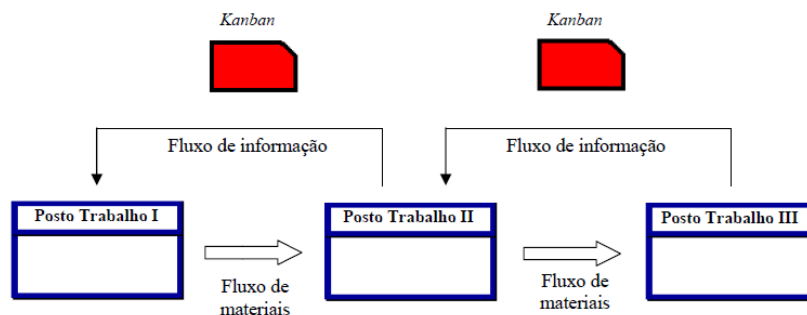 Kanban
Kanban
Fluxo de informação
Fluxo de informação
Posto Trabalho I
Posto Trabalho II
Posto Trabalho III
Fluxo de
materiais
Fluxo de
materiais